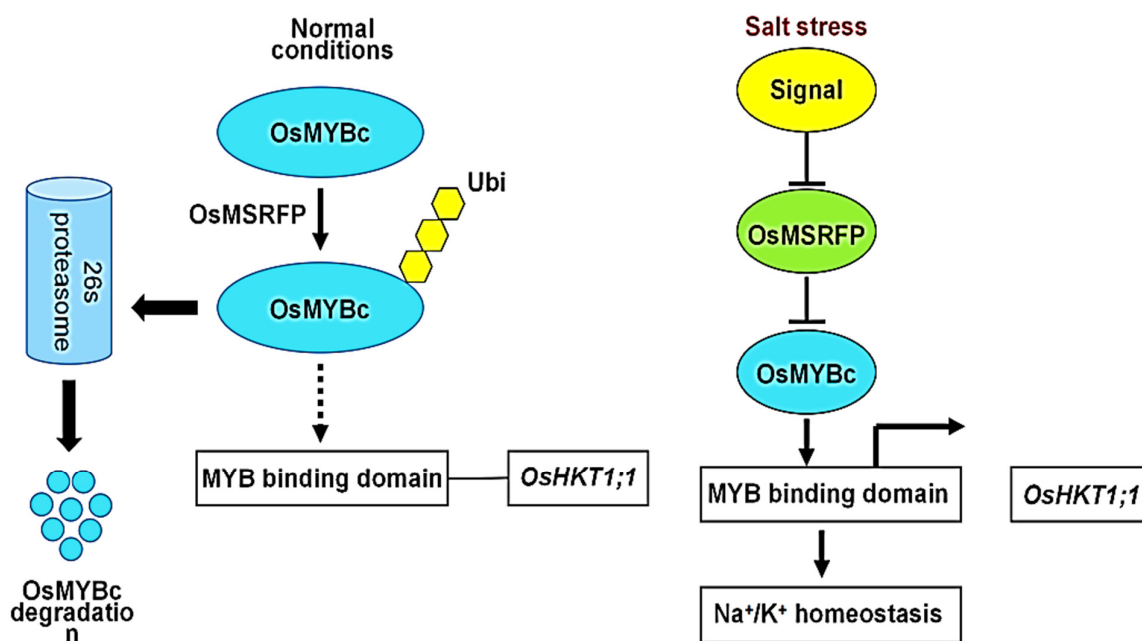 Normal
conditions
OsMYBc
OsMSRFP
Ubi
OsMYBc
26s
proteasome
MYB binding domain
OsHKT1;1
OsMYBc
degradatio
n
Salt stress
Signal
OsMSRFP
OsMYBc
MYB binding domain
OsHKT1;1
Na⁺/K⁺ homeostasis